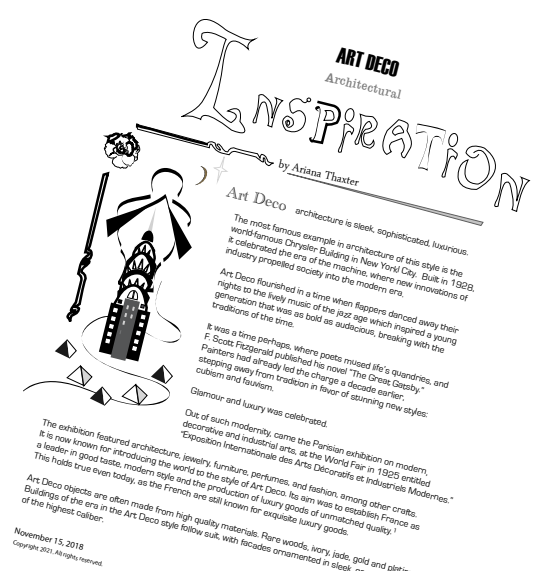 ART DECO
Architectural
INSPiRATiON
by Ariana Thaxter
Art Deco architecture is sleek, sophisticated, luxurious.
The most famous example in architecture of this style is the
world-famous Chrysler Building in New York City. Built in 1928,
it celebrated the era of the machine, where new innovations of
industry propelled society into the modern era.
Art Deco flourished in a time when flappers danced away their
nights to the lively music of the jazz age which inspired a young
generation that was as bold as audacious, breaking with the
traditions of the time.
It was a time perhaps, where poets mused life's quandries, and
F. Scott Fitzgerald published his novel "The Great Gatsby."
Painters had already led the charge a decade earlier,
stepping away from tradition in favor of stunning new styles:
cubism and fauvism.
Glamour and luxury was celebrated.
Out of such modernity, came the Parisian exhibition on modern,
decorative and industrial arts, at the World Fair in 1925 entitled
"Exposition Internationale des Arts Décoratifs et Industriels Modernes."
The exhibition featured architecture, jewelry, furniture, perfumes, and fashion, among other crafts.
It is now known for introducing the world to the style of Art Deco. Its aim was to establish France as
a leader in good taste, modern style and the production of luxury goods of unmatched quality. 1
This holds true even today, as the French are still known for exquisite luxury goods.
Art Deco objects are often made from high quality materials. Rare woods, ivory, jade, gold and
Buildings of the era in the Art Deco style follow suit, with facades ornamented in sleek,
of the highest caliber.
November 15, 2018
Copyright 2021. All rights reserved.